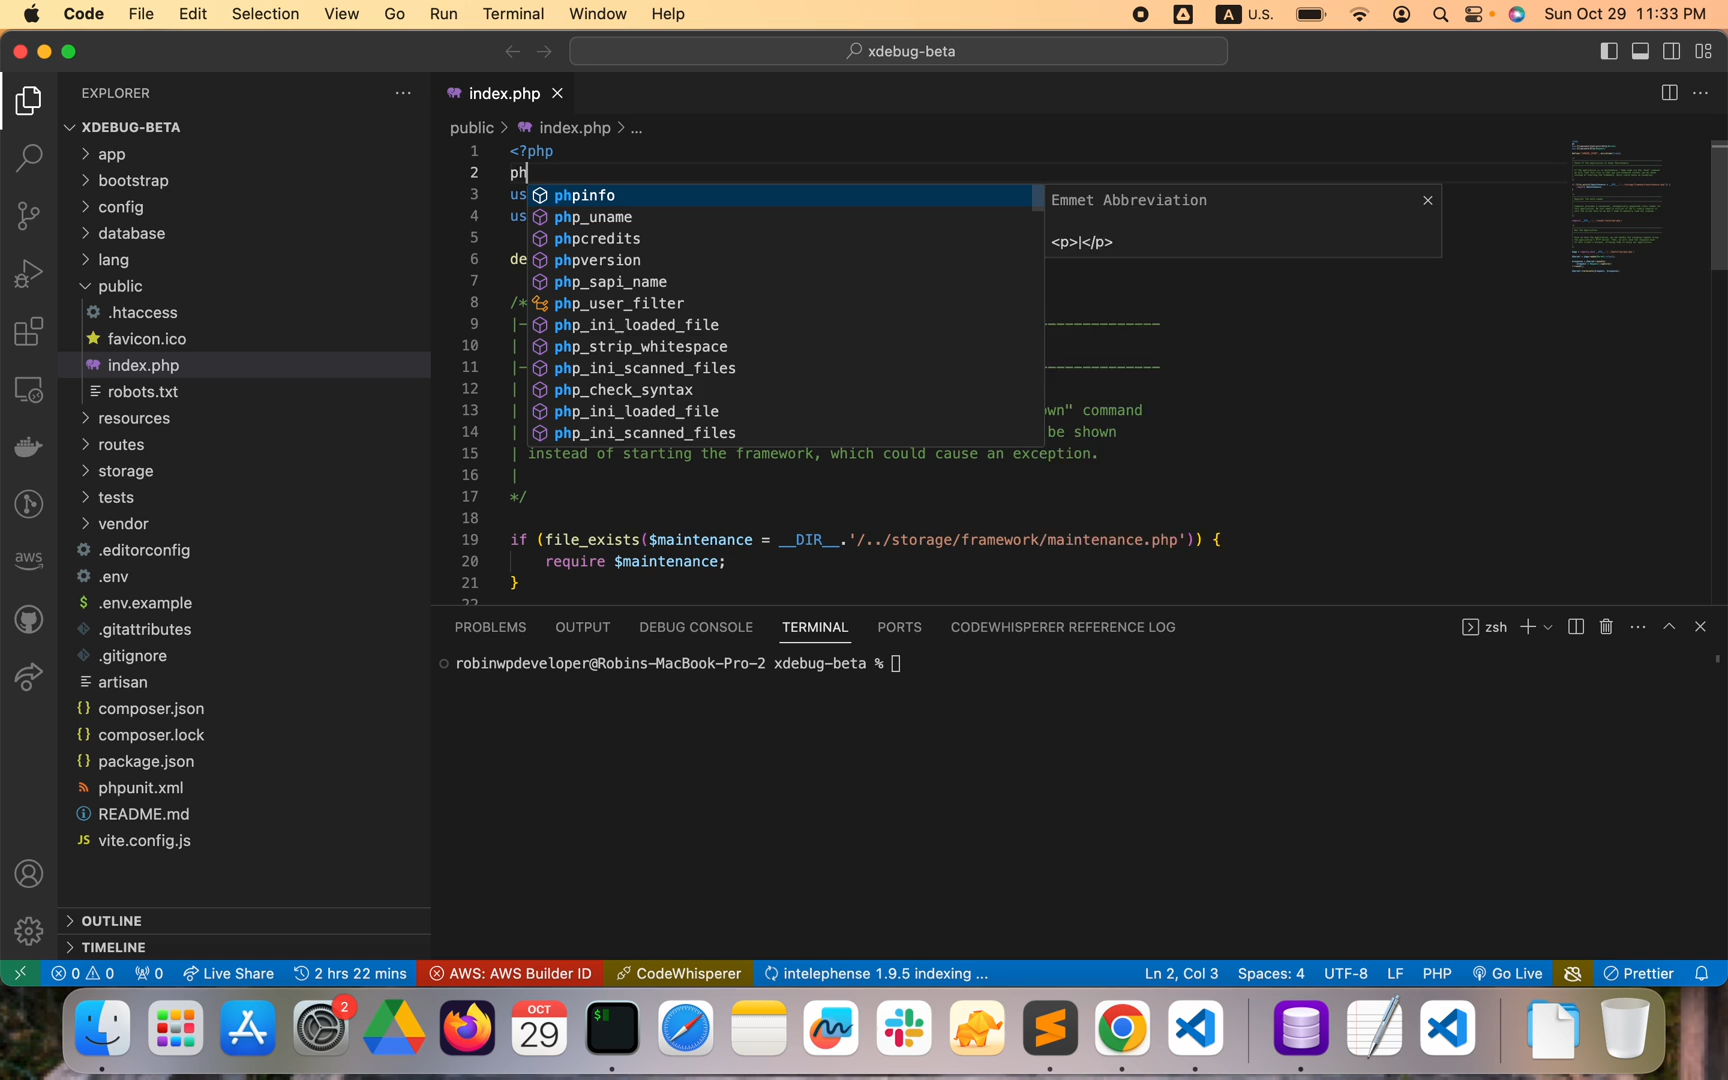 Code File Edit Selection View Go Run Terminal Window Help A U.S. Sun Oct 29 11:33 PM
xdebug-beta
EXPLORER
XDEBUG-BETA
app
bootstrap
config
database
lang
public
.htaccess
favicon.ico
index.php
robots.txt
resources
routes
storage
tests
vendor
.editorconfig
.env
$ .env.example
.gitattributes
.gitignore
artisan
{} composer.json
{} composer.lock
{} package.json
phpunit.xml
README.md
JS vite.config.js
OUTLINE
TIMELINE
aws
index.php
public > index.php > ...
1 <?php
2 ph
3 us
4 us
5
6 de
7
8 /*
9 |- --------------
10 |
11 |- --------------
12 |
13 | wn" command
14 | be shown
15 | instead of starting the framework, which could cause an exception.
16 |
17 */
18
19 if (file_exists($maintenance = __DIR__.'/../storage/framework/maintenance.php')) {
20 require $maintenance;
21 }
22
phpinfo
php_uname
phpcredits
phpversion
php_sapi_name
php_user_filter
php_ini_loaded_file
php_strip_whitespace
php_ini_scanned_files
php_check_syntax
php_ini_loaded_file
php_ini_scanned_files
Emmet Abbreviation
<p>|</p>
PROBLEMS OUTPUT DEBUG CONSOLE TERMINAL PORTS CODEWHISPERER REFERENCE LOG zsh
robinwpdeveloper@Robins-MacBook-Pro-2 xdebug-beta %
0 0 0 Live Share 2 hrs 22 mins AWS: AWS Builder ID CodeWhisperer intelephense 1.9.5 indexing ... Ln 2, Col 3 Spaces: 4 UTF-8 LF PHP Go Live Prettier
2
OCT
29
$